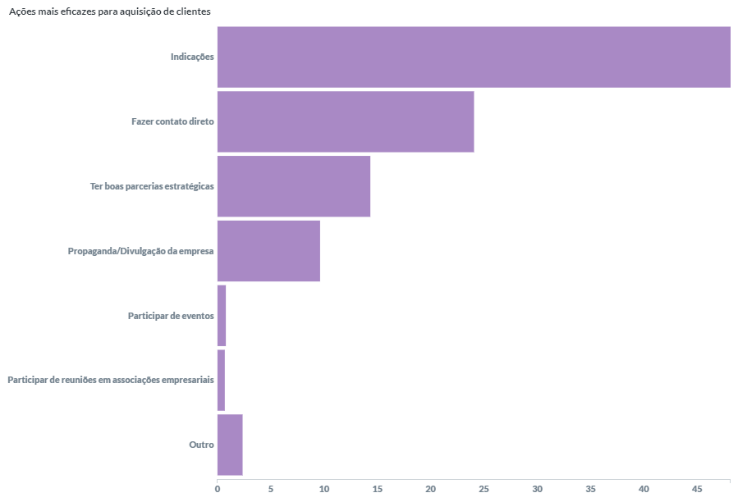 Ações mais eficazes para aquisição de clientes
Indicações
Fazer contato direto
Ter boas parcerias estratégicas
Propaganda/Divulgação da empresa
Participar de eventos
Participar de reuniões em associações empresariais
Outro
0 5 10 15 20 25 30 35 40 45